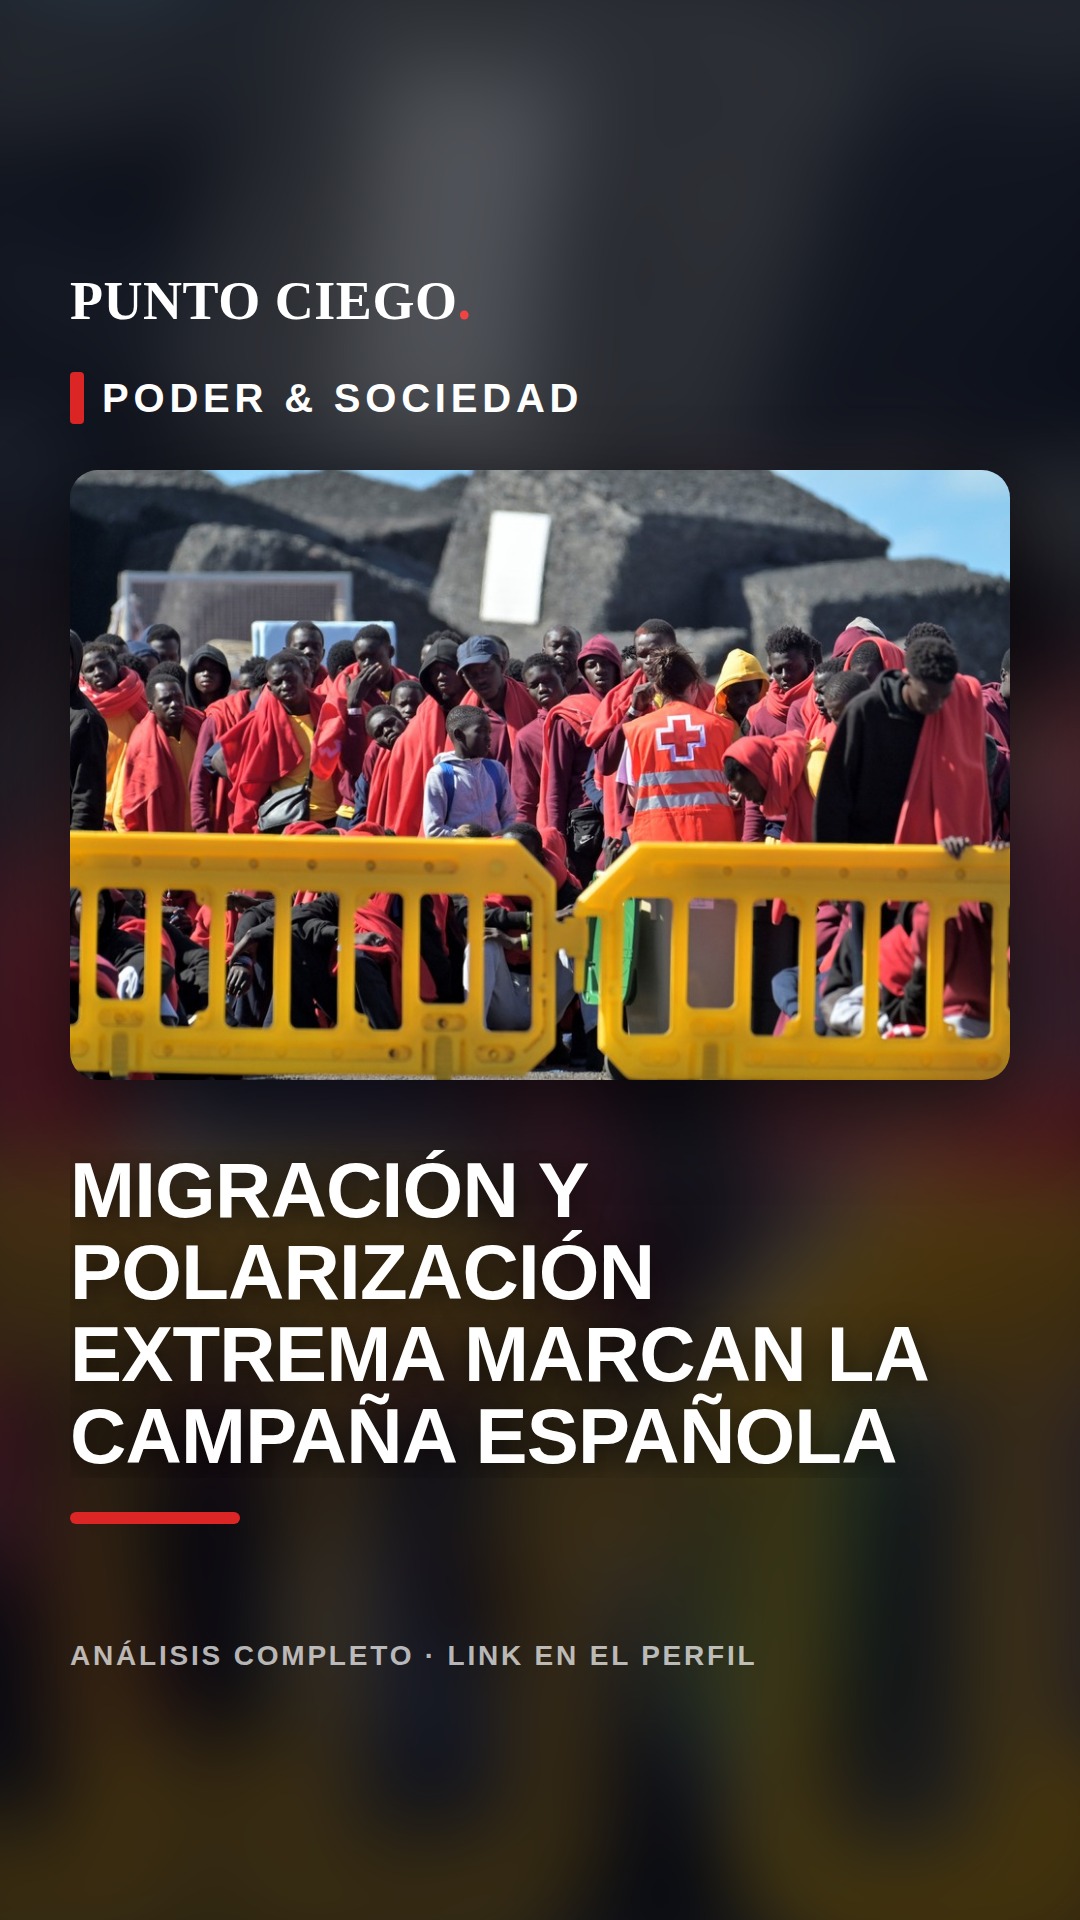 PUNTO CIEGO.
PODER & SOCIEDAD
MIGRACIÓN Y
POLARIZACIÓN
EXTREMA MARCAN LA
CAMPAÑA ESPAÑOLA
ANÁLISIS COMPLETO · LINK EN EL PERFIL